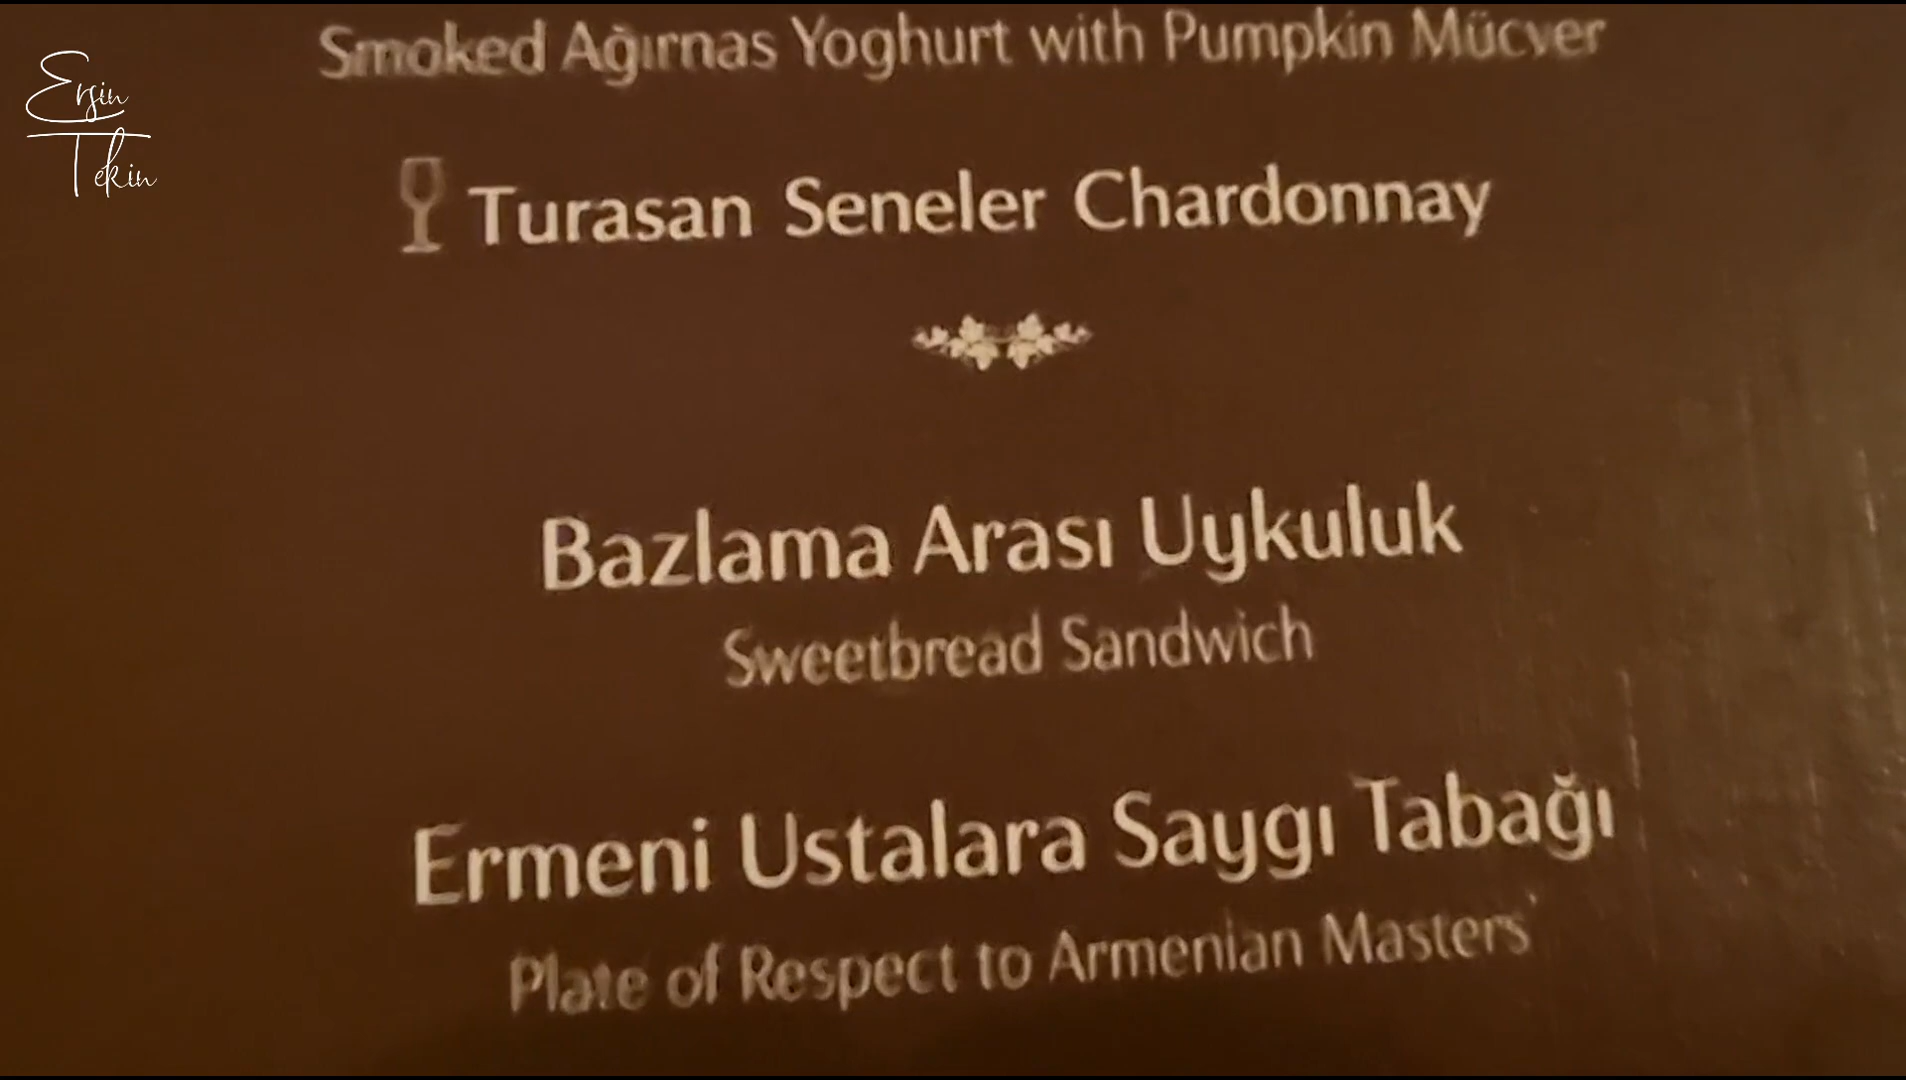 Ersin
Tekin
Smoked Ağırnas Yoghurt with Pumpkin Mücver
Turasan Seneler Chardonnay
Bazlama Arası Uykuluk
Sweetbread Sandwich
Ermeni Ustalara Saygı Tabağı
Plate of Respect to Armenian Masters'